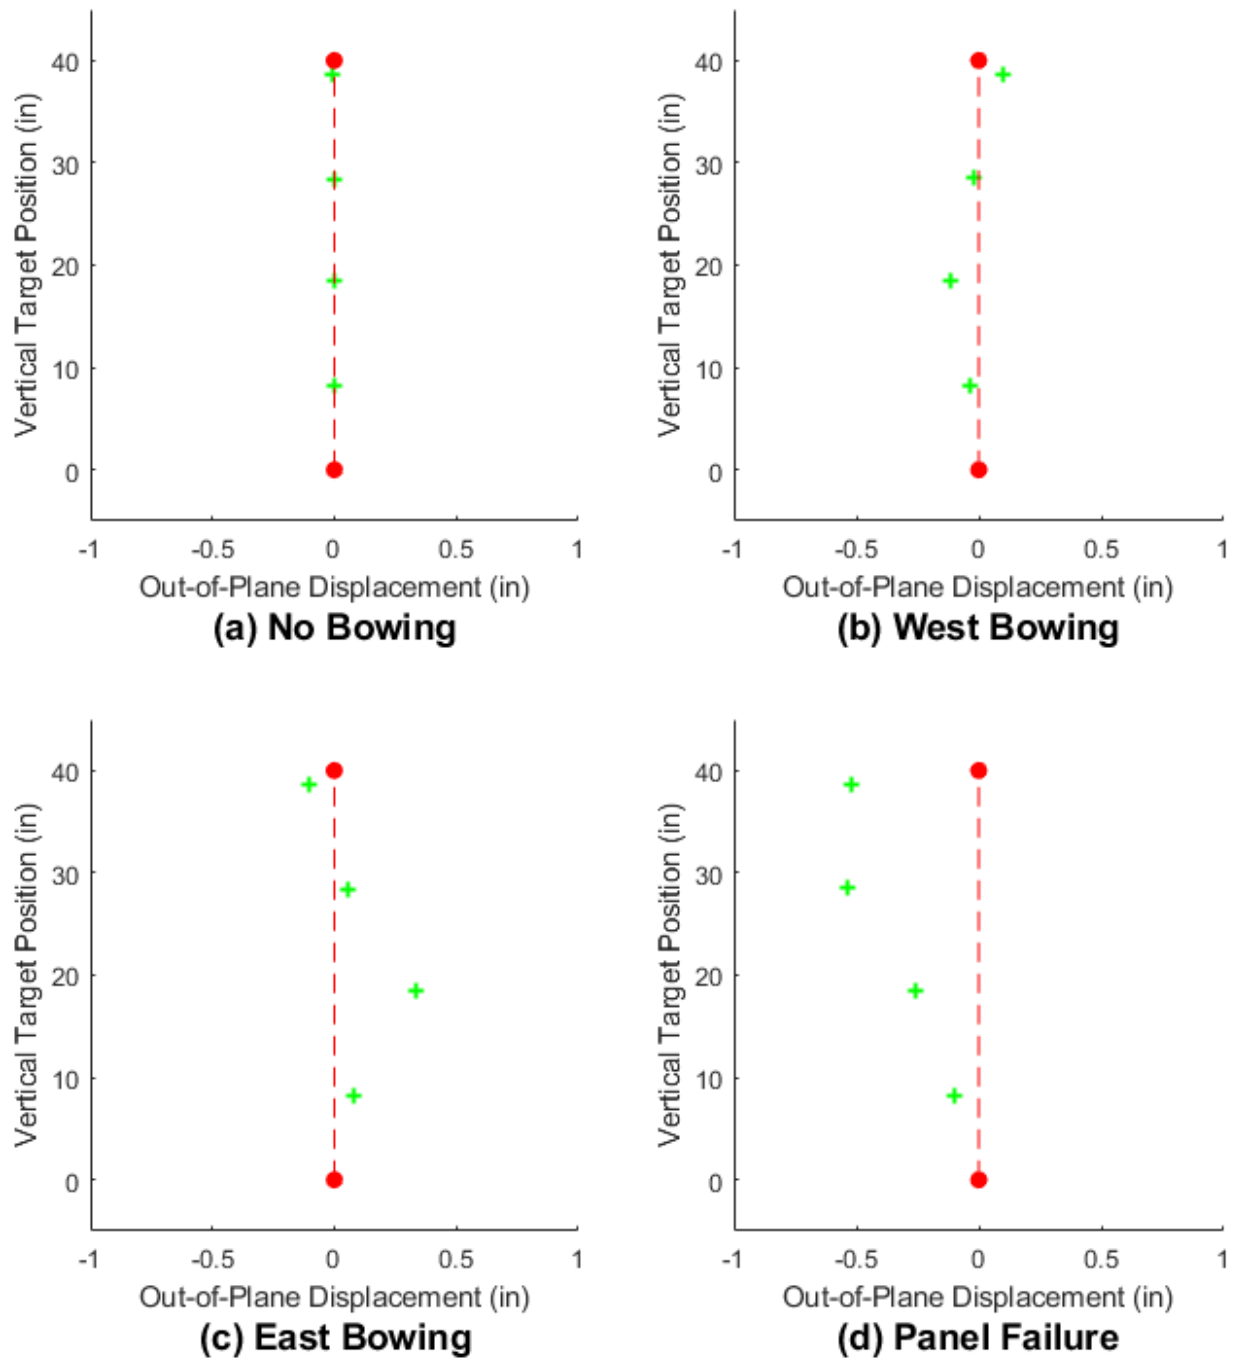 Vertical Target Position (in)
40
30
20
10
0
-1 -0.5 0 0.5 1
Out-of-Plane Displacement (in)
(a) No Bowing
Vertical Target Position (in)
40
30
20
10
0
-1 -0.5 0 0.5 1
Out-of-Plane Displacement (in)
(b) West Bowing
Vertical Target Position (in)
40
30
20
10
0
-1 -0.5 0 0.5 1
Out-of-Plane Displacement (in)
(c) East Bowing
Vertical Target Position (in)
40
30
20
10
0
-1 -0.5 0 0.5 1
Out-of-Plane Displacement (in)
(d) Panel Failure